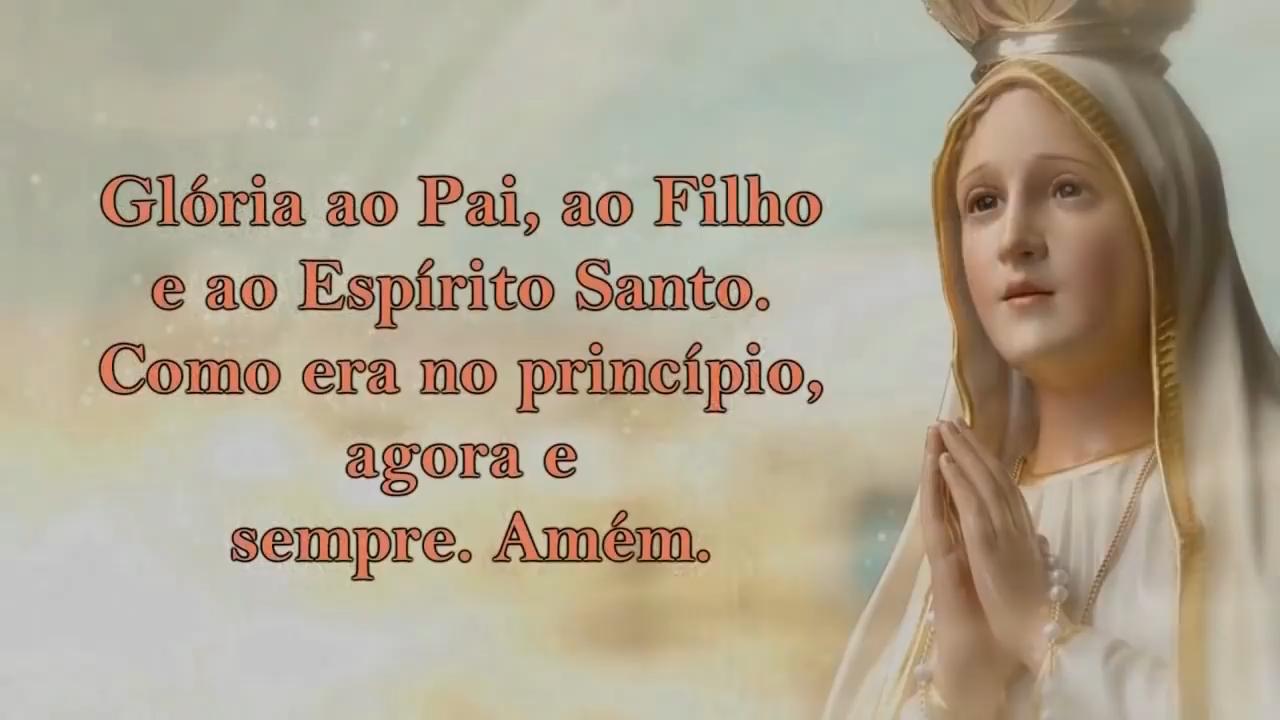 Glória ao Pai, ao Filho
e ao Espírito Santo.
Como era no princípio,
agora e
sempre. Amém.